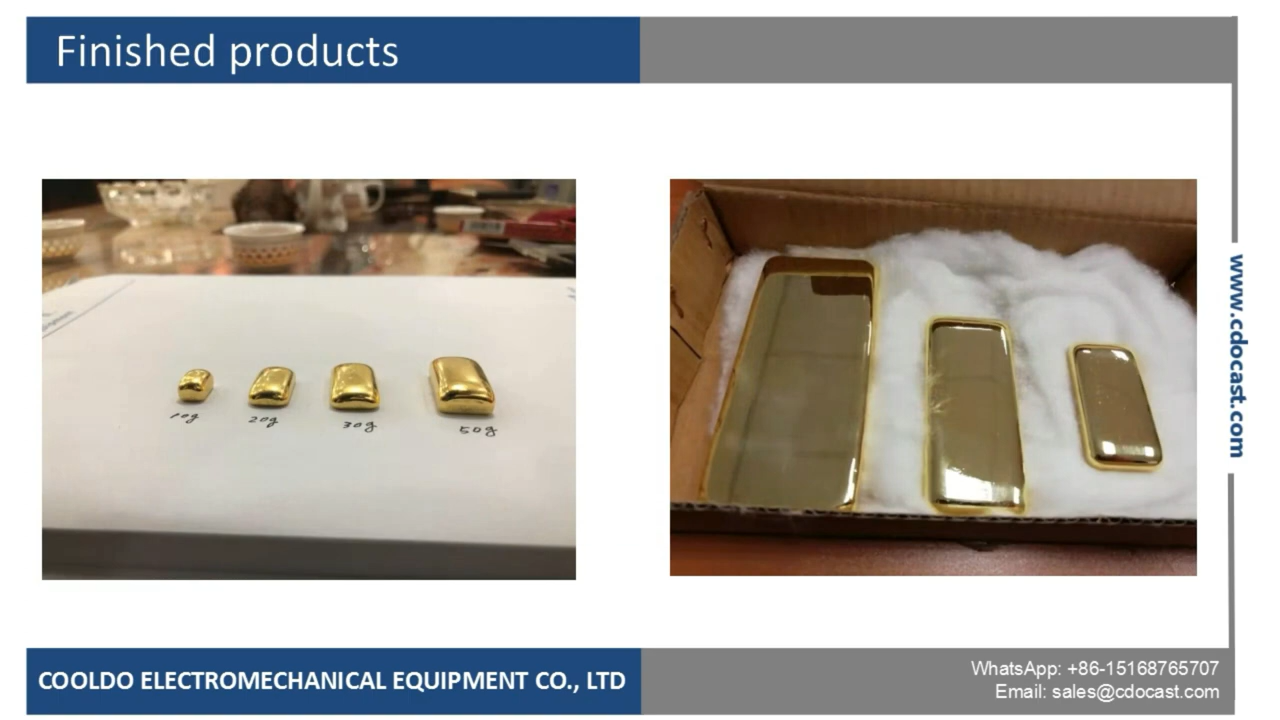 Finished products
10g
20g
30g
50g
www.cdocast.com
COOLDO ELECTROMECHANICAL EQUIPMENT CO., LTD
WhatsApp: +86-15168765707
Email: sales@cdocast.com